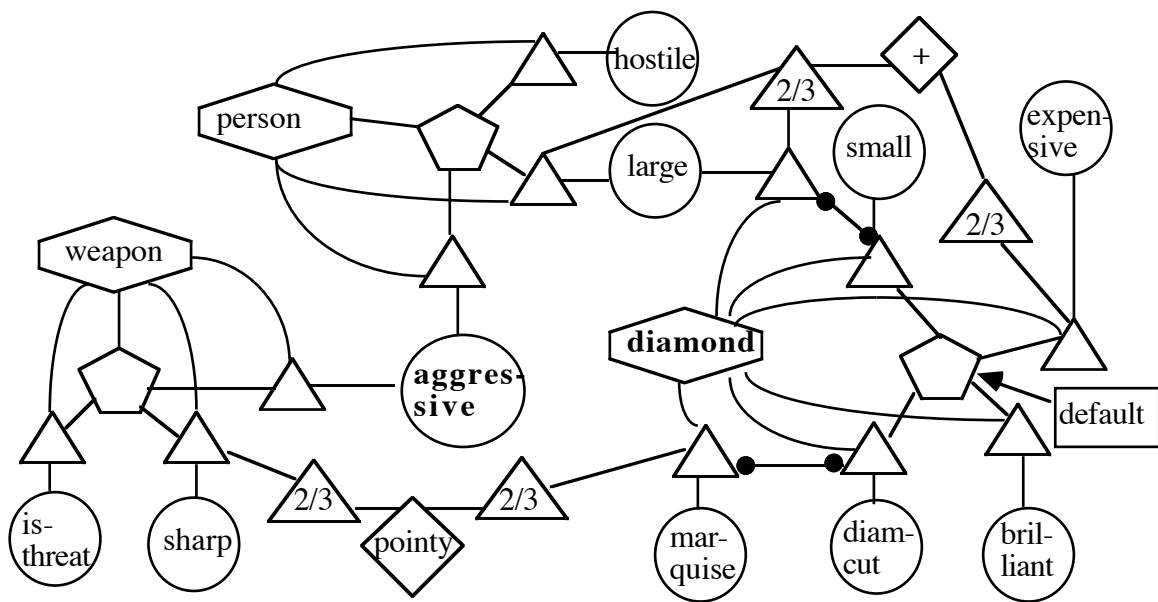 hostile
+
person
2/3
expen-
sive
small
large
2/3
weapon
diamond
aggres-
sive
default
2/3
2/3
is-
threat
sharp
pointy
mar-
quise
diam-
cut
bril-
liant